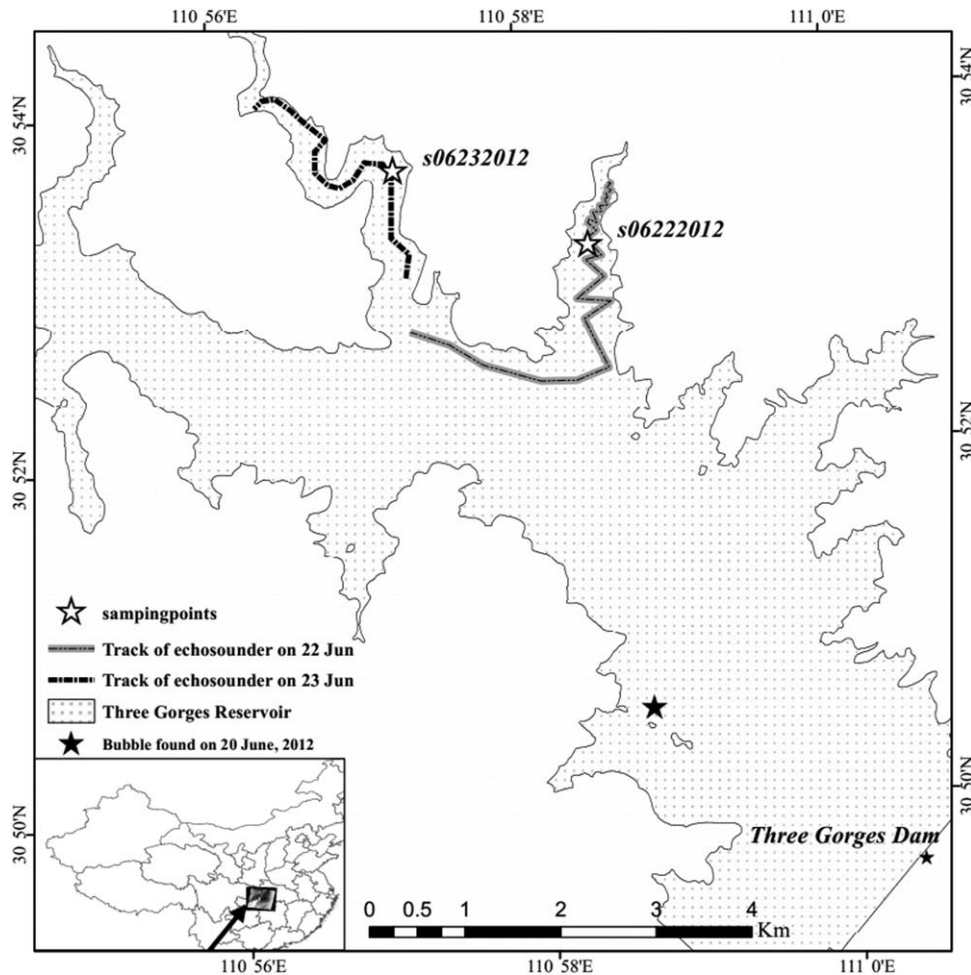 110 56'E 110 58'E 111 0'E
30 54'N
30 54'N
s06232012
s06222012
30 52'N
30 52'N
sampingpoints
Track of echosounder on 22 Jun
Track of echosounder on 23 Jun
Three Gorges Reservoir
Bubble found on 20 June, 2012
30 50'N
30 50'N
Three Gorges Dam
0 0.5 1 2 3 4
Km
110 56'E 110 58'E 111 0'E